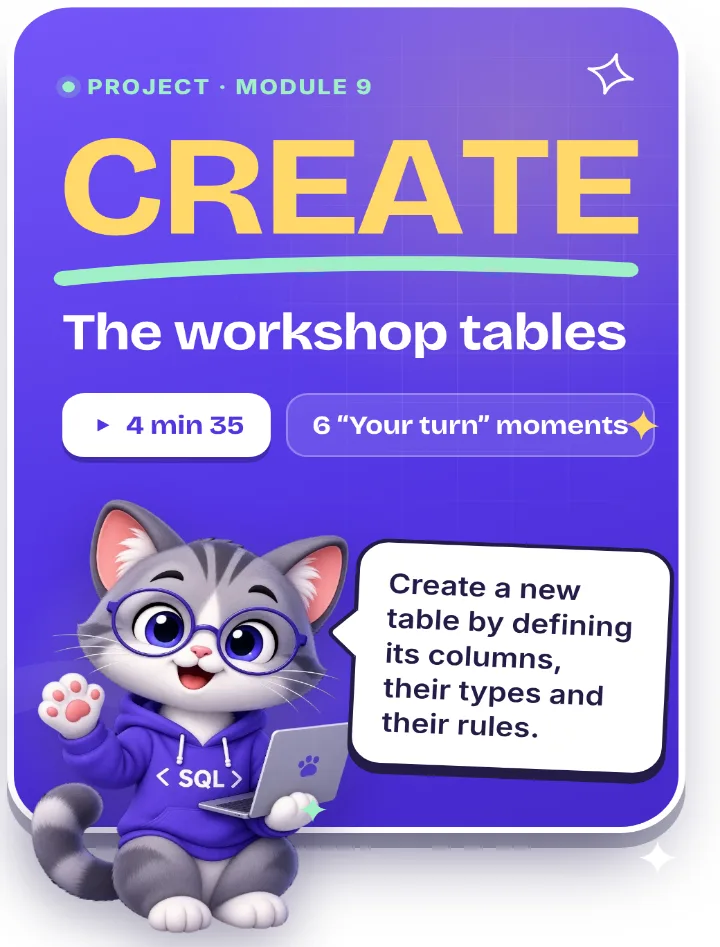 PROJECT · MODULE 9
CREATE
The workshop tables
4 min 35
6 “Your turn” moments
Create a new
table by defining
its columns,
their types and
their rules.
< SQL >